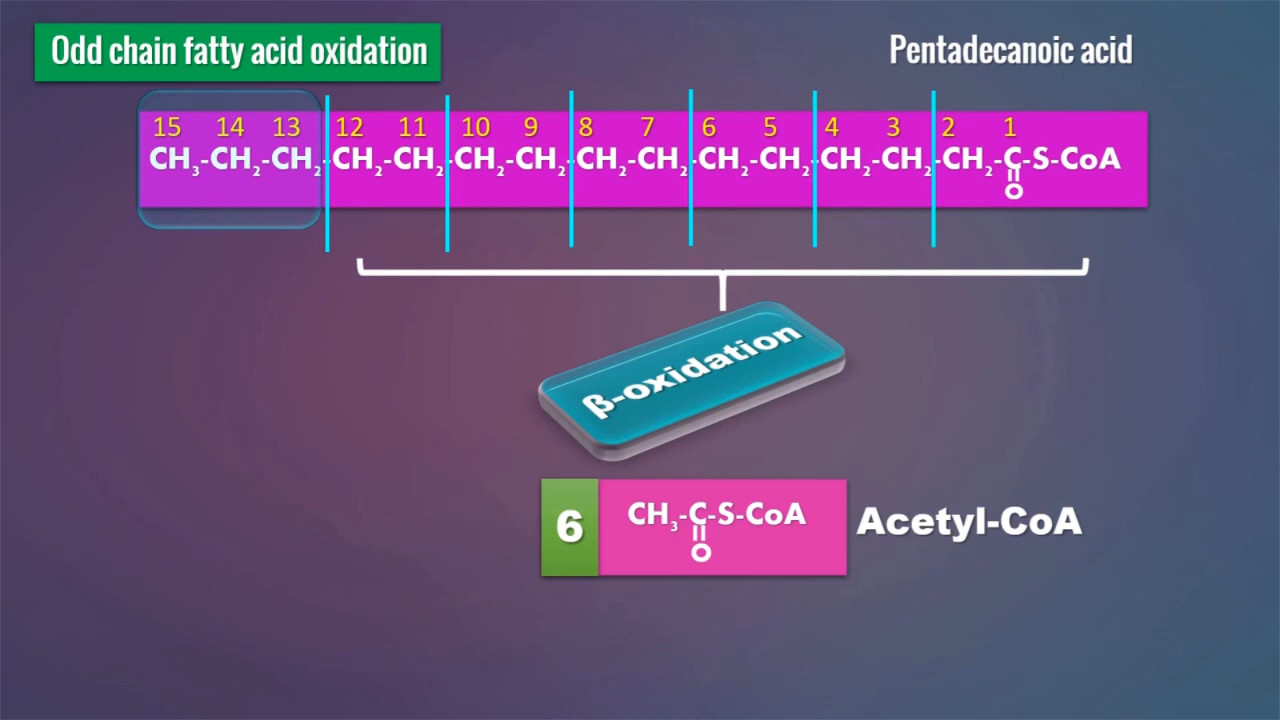 Odd chain fatty acid oxidation
Pentadecanoic acid
15 14 13 12 11 10 9 8 7 6 5 4 3 2 1
CH₃-CH₂-CH₂-CH₂-CH₂-CH₂-CH₂-CH₂-CH₂-CH₂-CH₂-CH₂-CH₂-CH₂-C-S-CoA
O
β-oxidation
6 CH₃-C-S-CoA Acetyl-CoA
O